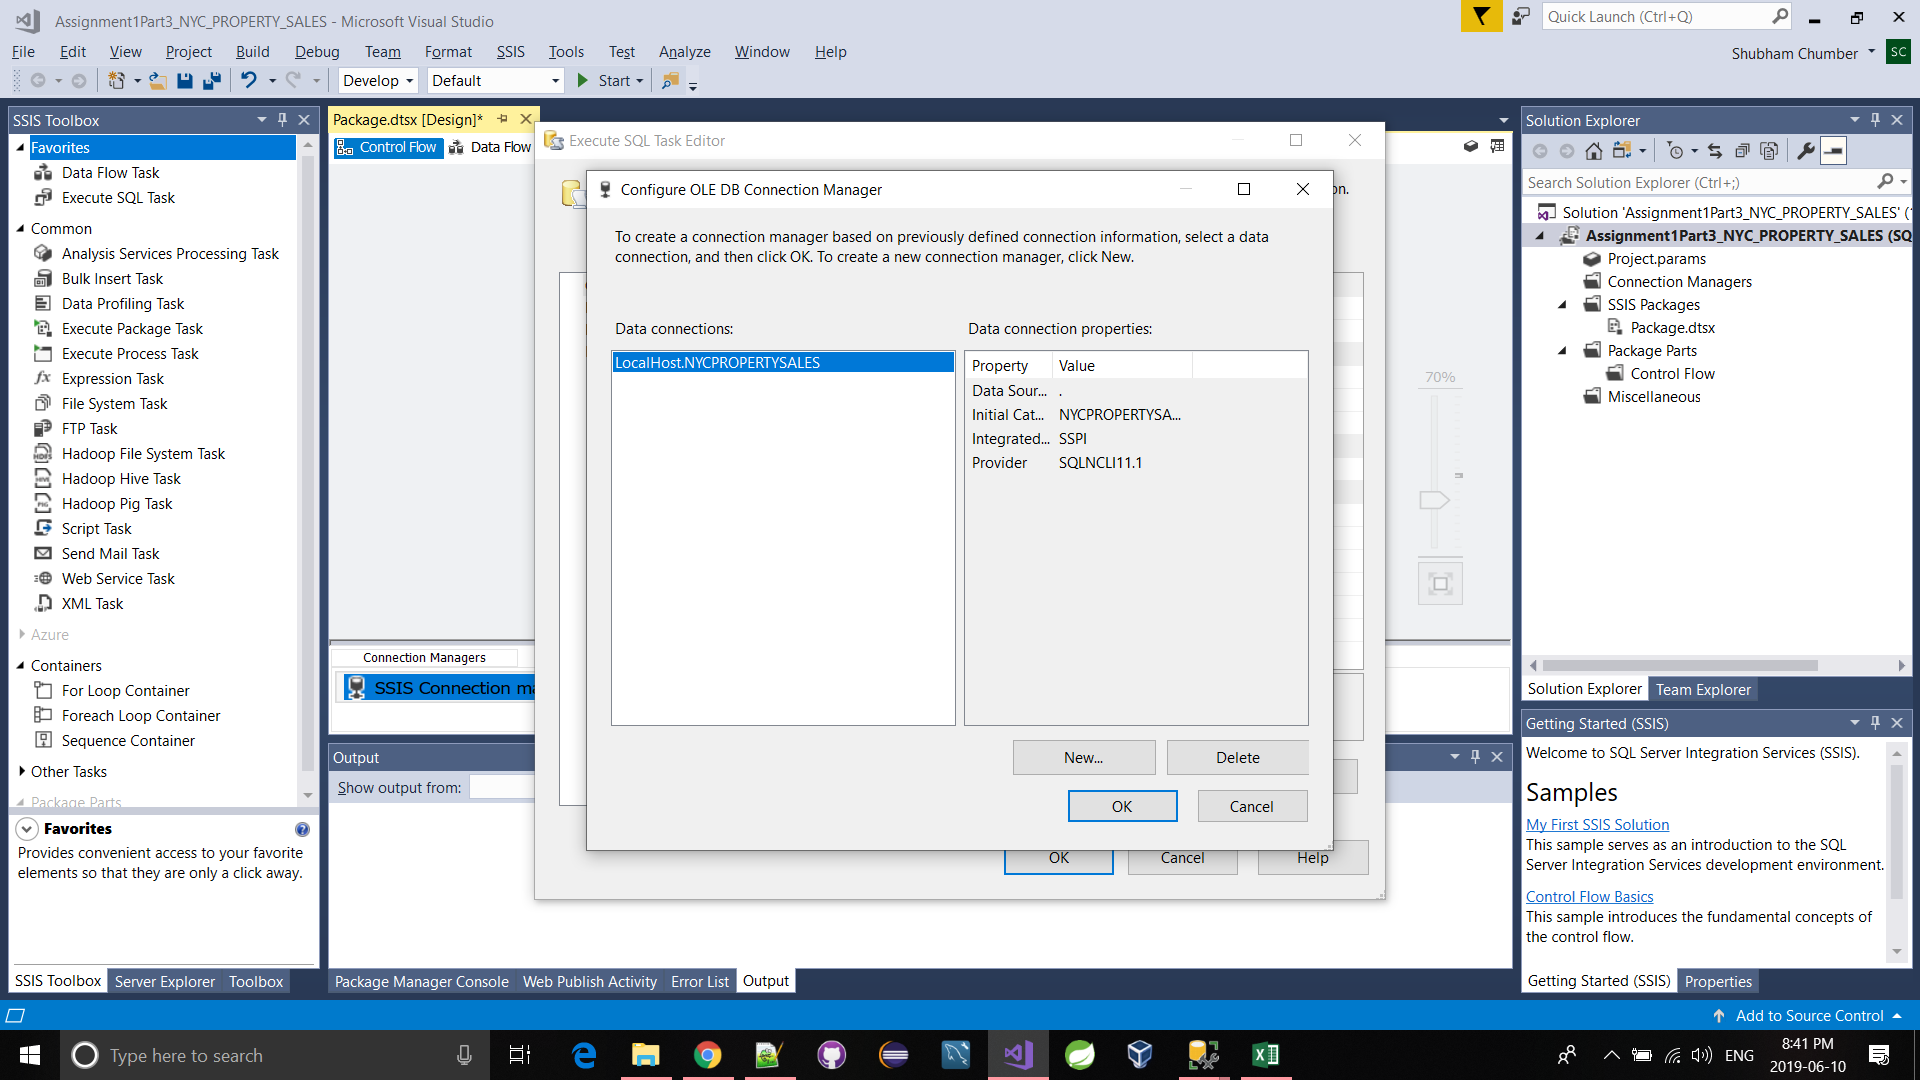 Assignment1Part3_NYC_PROPERTY_SALES - Microsoft Visual Studio
Quick Launch (Ctrl+Q)
File Edit View Project Build Debug Team Format SSIS Tools Test Analyze Window Help
Shubham Chumber SC
Develop Default Start
SSIS Toolbox
Favorites
Data Flow Task
Execute SQL Task
Common
Analysis Services Processing Task
Bulk Insert Task
Data Profiling Task
Execute Package Task
Execute Process Task
Expression Task
File System Task
FTP Task
Hadoop File System Task
Hadoop Hive Task
Hadoop Pig Task
Script Task
Send Mail Task
Web Service Task
XML Task
Azure
Containers
For Loop Container
Foreach Loop Container
Sequence Container
Other Tasks
Package Parts
Favorites
Provides convenient access to your favorite
elements so that they are only a click away.
SSIS Toolbox Server Explorer Toolbox
Package.dtsx [Design]*
Control Flow Data Flow
70%
Connection Managers
SSIS Connection ma
Output
Show output from:
Package Manager Console Web Publish Activity Error List Output
Execute SQL Task Editor
on.
OK Cancel Help
Configure OLE DB Connection Manager
To create a connection manager based on previously defined connection information, select a data
connection, and then click OK. To create a new connection manager, click New.
Data connections:
LocalHost.NYCPROPERTYSALES
Data connection properties:
Property Value
Data Sour... .
Initial Cat... NYCPROPERTYSA...
Integrated... SSPI
Provider SQLNCLI11.1
New... Delete
OK Cancel
Solution Explorer
Search Solution Explorer (Ctrl+;)
Solution 'Assignment1Part3_NYC_PROPERTY_SALES' (
Assignment1Part3_NYC_PROPERTY_SALES (SQ
Project.params
Connection Managers
SSIS Packages
Package.dtsx
Package Parts
Control Flow
Miscellaneous
Solution Explorer Team Explorer
Getting Started (SSIS)
Welcome to SQL Server Integration Services (SSIS).
Samples
My First SSIS Solution
This sample serves as an introduction to the SQL
Server Integration Services development environment.
Control Flow Basics
This sample introduces the fundamental concepts of
the control flow.
Getting Started (SSIS) Properties
Add to Source Control
Type here to search
ENG
8:41 PM
2019-06-10